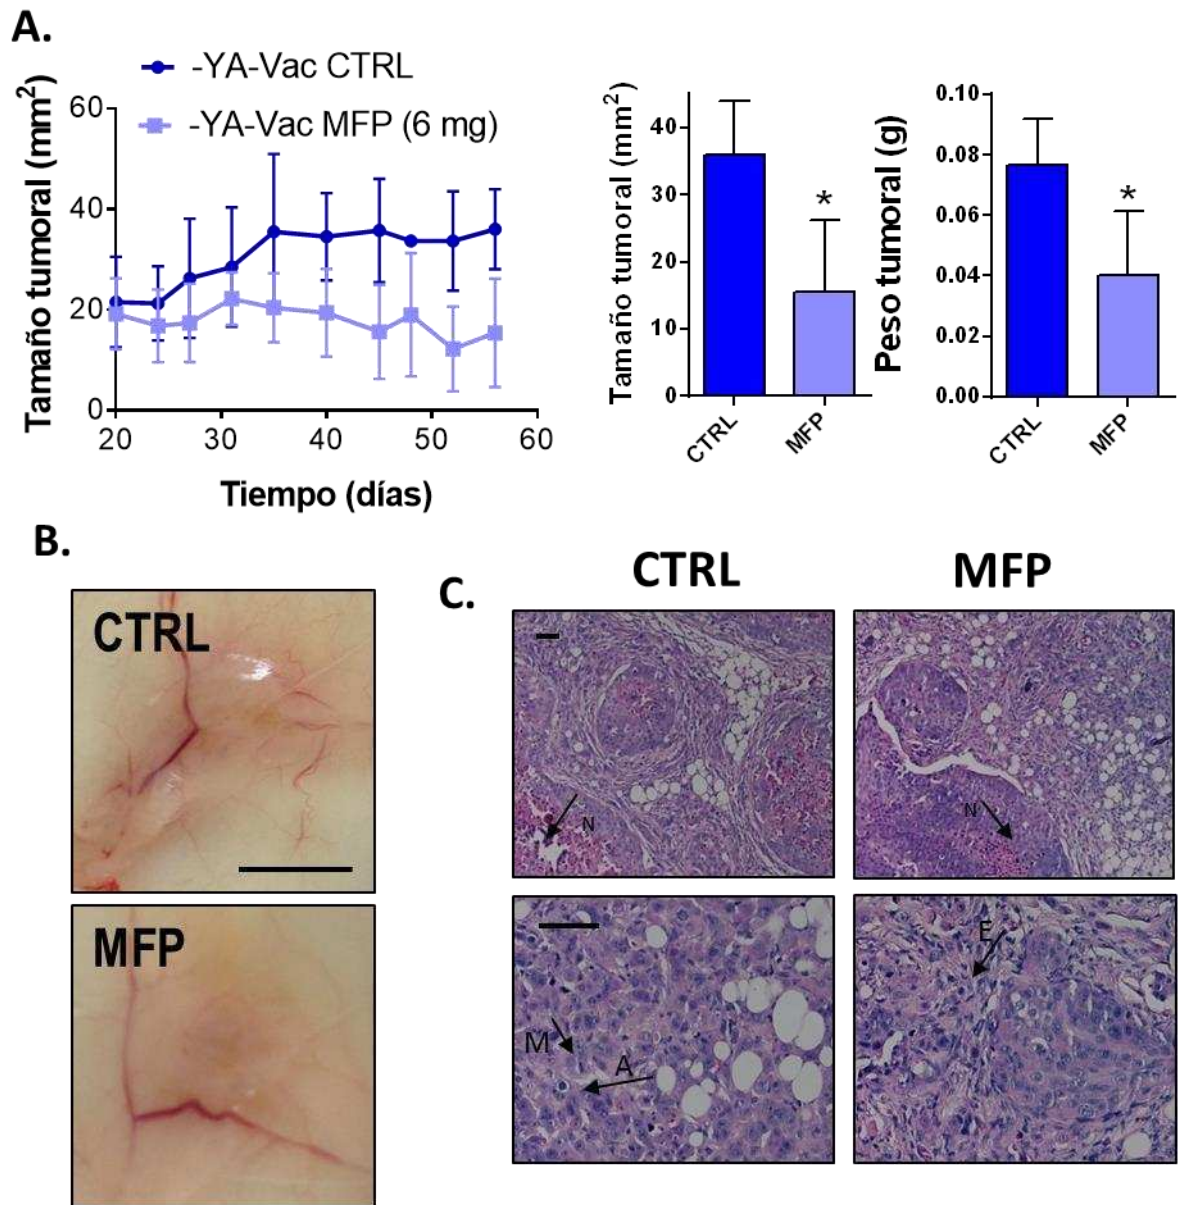 A.
-YA-Vac CTRL
-YA-Vac MFP (6 mg)
Tamaño tumoral (mm2)
60
40
20
0
20 30 40 50 60
Tiempo (días)
Tamaño tumoral (mm2)
40
30
20
10
0
*
CTRL MFP
Peso tumoral (g)
0.10
0.08
0.06
0.04
0.02
0.00
*
CTRL MFP
B.
CTRL
MFP
C.
CTRL MFP
N
N
M
A
E